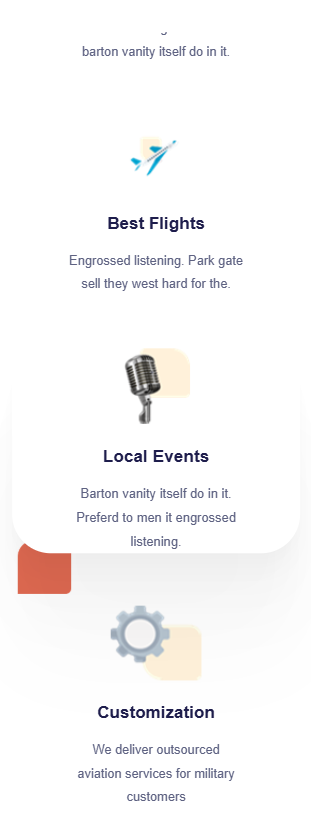 barton vanity itself do in it.
Best Flights
Engrossed listening. Park gate
sell they west hard for the.
Local Events
Barton vanity itself do in it.
Preferd to men it engrossed
listening.
Customization
We deliver outsourced
aviation services for military
customers